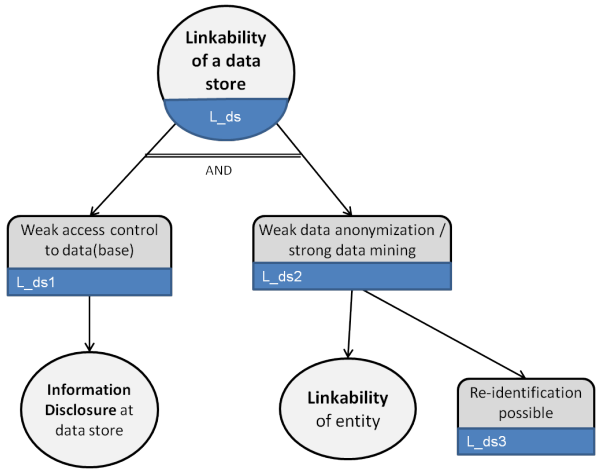 Linkability
of a data
store
L_ds
AND
Weak access control
to data(base)
L_ds1
Weak data anonymization /
strong data mining
L_ds2
Information
Disclosure at
data store
Linkability
of entity
Re-identification
possible
L_ds3